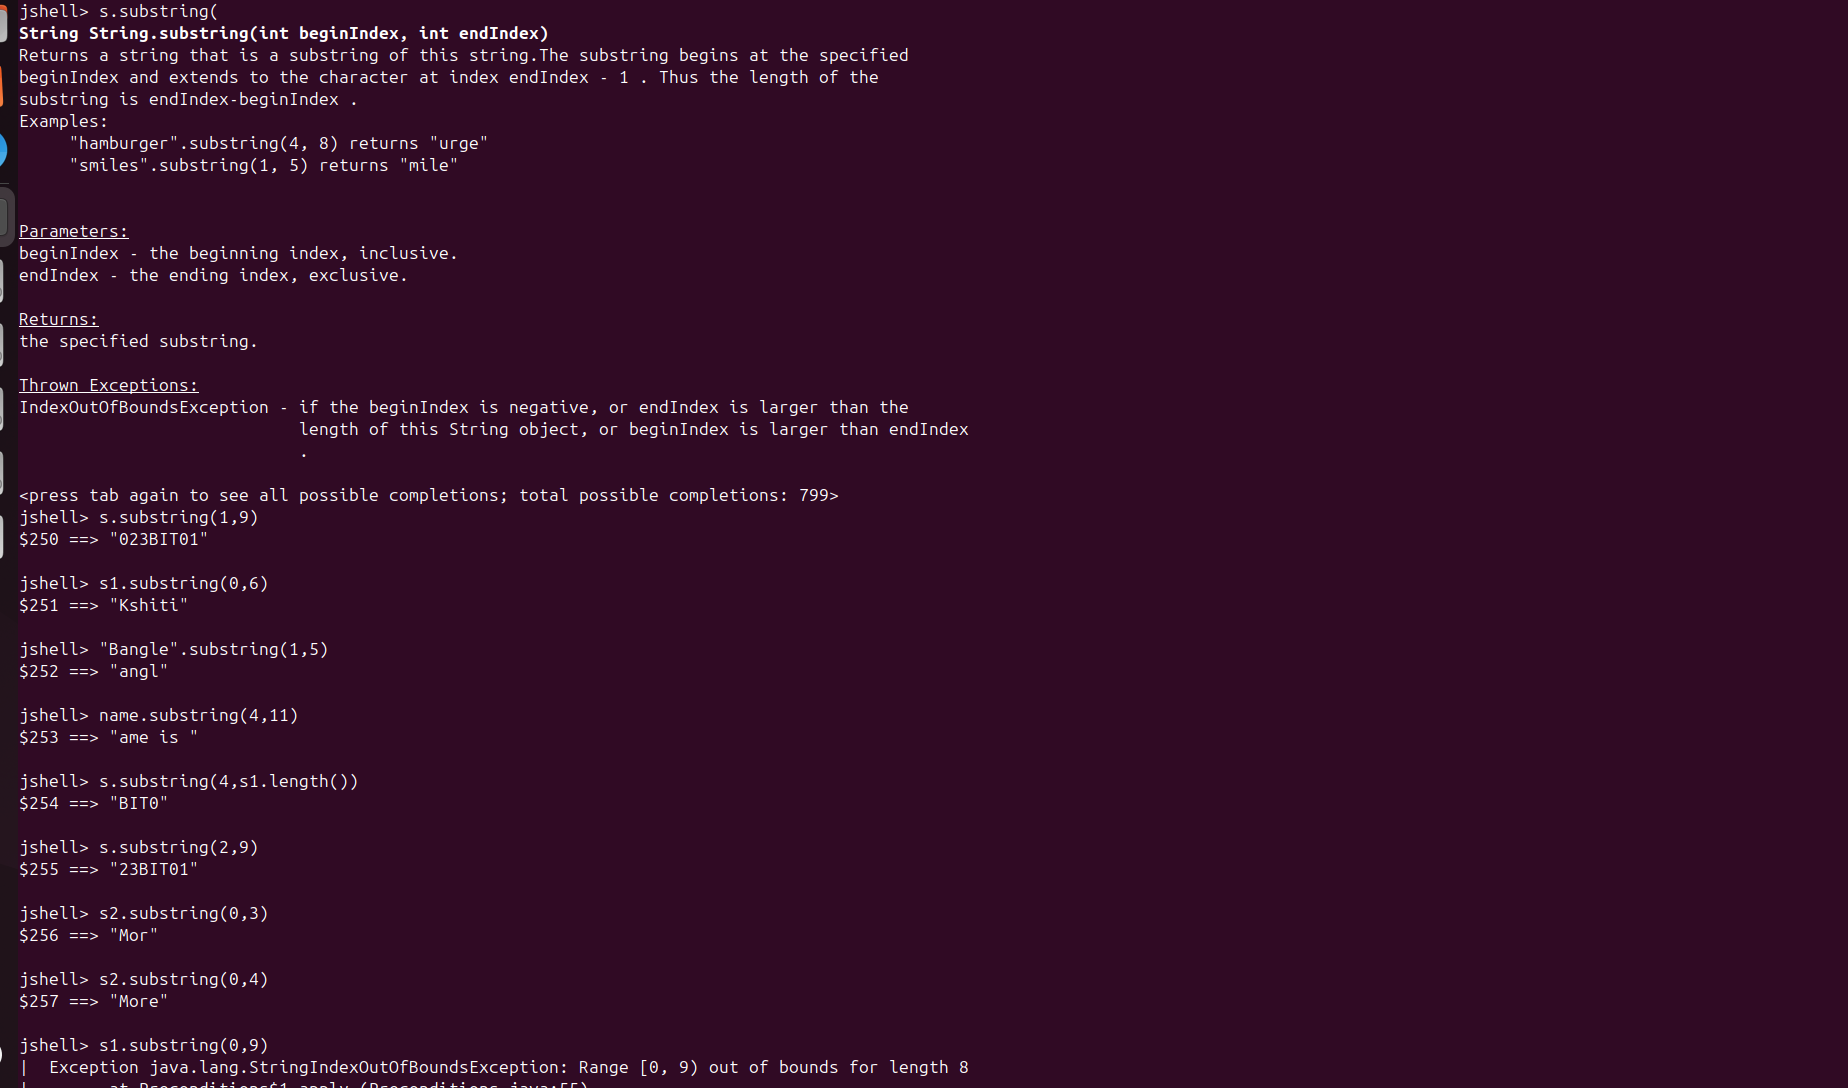 jshell> s.substring(
String String.substring(int beginIndex, int endIndex)
Returns a string that is a substring of this string.The substring begins at the specified
beginIndex and extends to the character at index endIndex - 1 . Thus the length of the
substring is endIndex-beginIndex .
Examples:
"hamburger".substring(4, 8) returns "urge"
"smiles".substring(1, 5) returns "mile"
Parameters:
beginIndex - the beginning index, inclusive.
endIndex - the ending index, exclusive.
Returns:
the specified substring.
Thrown Exceptions:
IndexOutOfBoundsException - if the beginIndex is negative, or endIndex is larger than the
length of this String object, or beginIndex is larger than endIndex
.
<press tab again to see all possible completions; total possible completions: 799>
jshell> s.substring(1,9)
$250 ==> "023BIT01"
jshell> s1.substring(0,6)
$251 ==> "Kshiti"
jshell> "Bangle".substring(1,5)
$252 ==> "angl"
jshell> name.substring(4,11)
$253 ==> "ame is "
jshell> s.substring(4,s1.length())
$254 ==> "BIT0"
jshell> s.substring(2,9)
$255 ==> "23BIT01"
jshell> s2.substring(0,3)
$256 ==> "Mor"
jshell> s2.substring(0,4)
$257 ==> "More"
jshell> s1.substring(0,9)
| Exception java.lang.StringIndexOutOfBoundsException: Range [0, 9) out of bounds for length 8
| at Preconditions$1.apply (Preconditions.java:55)